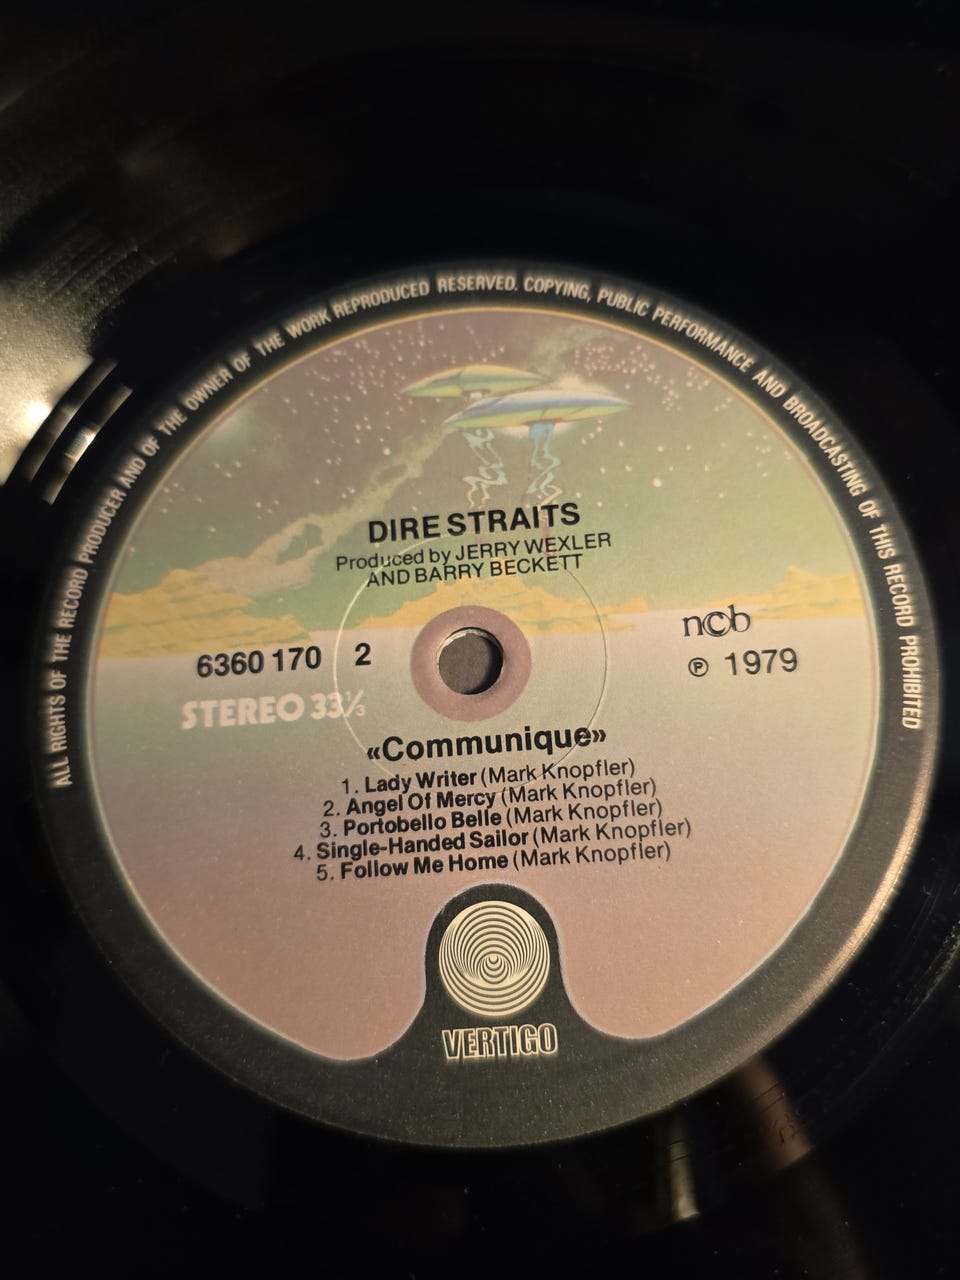 ALL RIGHTS OF THE RECORD PRODUCER AND OF THE OWNER OF THE WORK REPRODUCED RESERVED. COPYING, PUBLIC PERFORMANCE AND BROADCASTING OF THIS RECORD PROHIBITED
DIRE STRAITS
Produced by JERRY WEXLER
AND BARRY BECKETT
6360 170 2
STEREO 33⅓
ncb
℗ 1979
«Communique»
1. Lady Writer (Mark Knopfler)
2. Angel Of Mercy (Mark Knopfler)
3. Portobello Belle (Mark Knopfler)
4. Single-Handed Sailor (Mark Knopfler)
5. Follow Me Home (Mark Knopfler)
VERTIGO